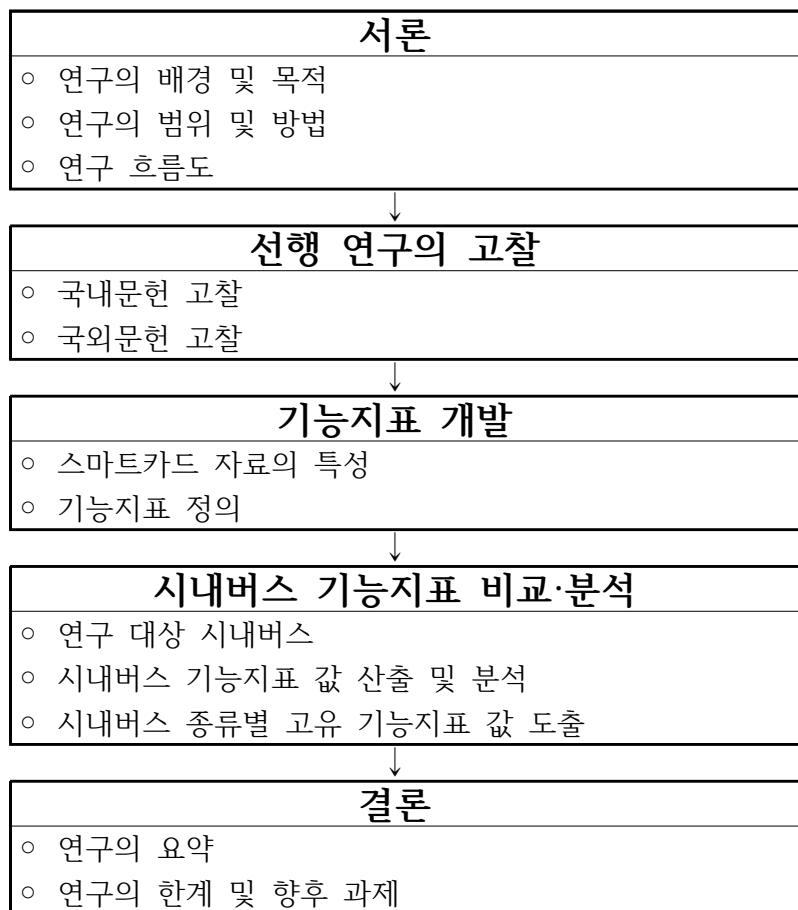 서론
○ 연구의 배경 및 목적
○ 연구의 범위 및 방법
○ 연구 흐름도
↓
선행 연구의 고찰
○ 국내문헌 고찰
○ 국외문헌 고찰
↓
기능지표 개발
○ 스마트카드 자료의 특성
○ 기능지표 정의
↓
시내버스 기능지표 비교·분석
○ 연구 대상 시내버스
○ 시내버스 기능지표 값 산출 및 분석
○ 시내버스 종류별 고유 기능지표 값 도출
↓
결론
○ 연구의 요약
○ 연구의 한계 및 향후 과제